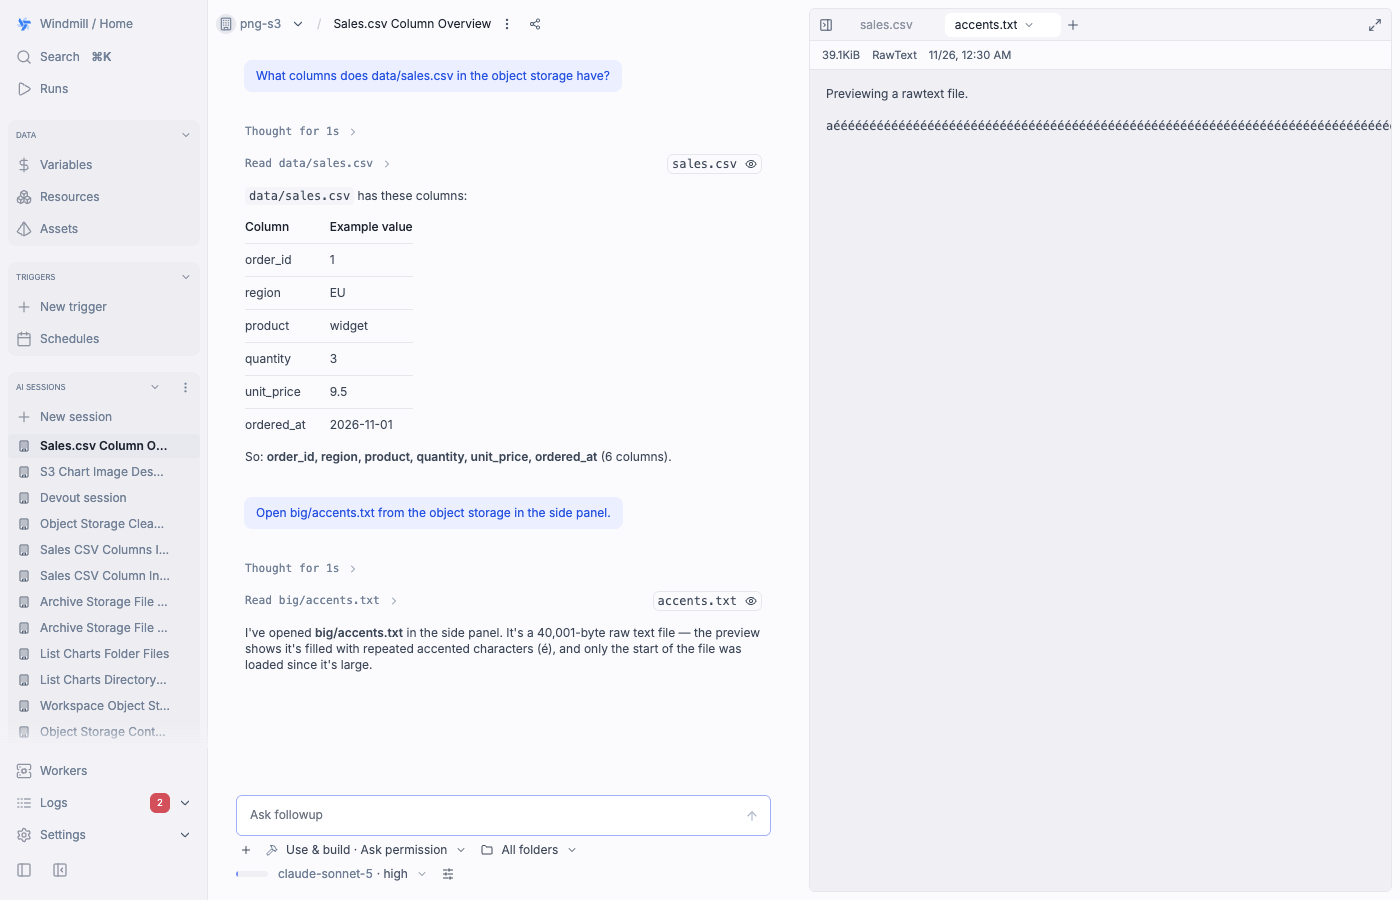 Windmill / Home
Search ⌘K
Runs
DATA
Variables
Resources
Assets
TRIGGERS
New trigger
Schedules
AI SESSIONS
New session
Sales.csv Column O...
S3 Chart Image Des...
Devout session
Object Storage Clea...
Sales CSV Columns I...
Sales CSV Column In...
Archive Storage File ...
Archive Storage File ...
List Charts Folder Files
List Charts Directory...
Workspace Object St...
Object Storage Cont...
Workers
Logs 2
Settings
png-s3 / Sales.csv Column Overview
What columns does data/sales.csv in the object storage have?
Thought for 1s
Read data/sales.csv
sales.csv
data/sales.csv has these columns:
Column Example value
order_id 1
region EU
product widget
quantity 3
unit_price 9.5
ordered_at 2026-11-01
So: order_id, region, product, quantity, unit_price, ordered_at (6 columns).
Open big/accents.txt from the object storage in the side panel.
Thought for 1s
Read big/accents.txt
accents.txt
I've opened big/accents.txt in the side panel. It's a 40,001-byte raw text file — the preview
shows it's filled with repeated accented characters (é), and only the start of the file was
loaded since it's large.
Ask followup
Use & build · Ask permission All folders
claude-sonnet-5 · high
sales.csv accents.txt
39.1KiB RawText 11/26, 12:30 AM
Previewing a rawtext file.